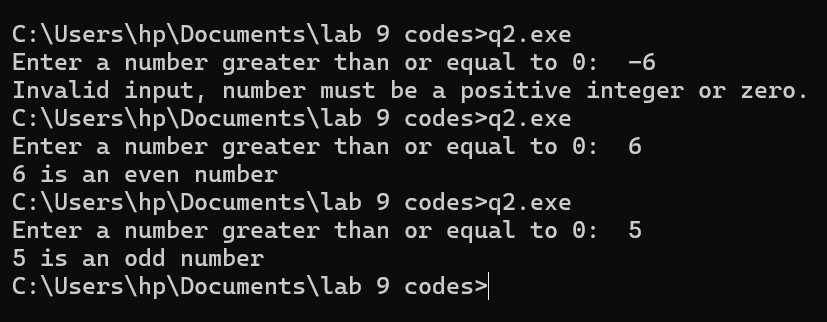 C:\Users\hp\Documents\lab 9 codes>q2.exe
Enter a number greater than or equal to 0:  -6
Invalid input, number must be a positive integer or zero.
C:\Users\hp\Documents\lab 9 codes>q2.exe
Enter a number greater than or equal to 0:  6
6 is an even number
C:\Users\hp\Documents\lab 9 codes>q2.exe
Enter a number greater than or equal to 0:  5
5 is an odd number
C:\Users\hp\Documents\lab 9 codes>